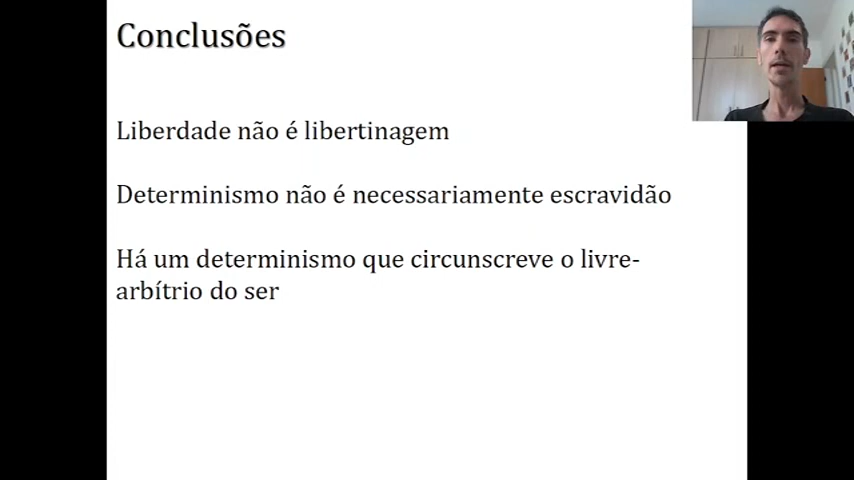 Conclusões
Liberdade não é libertinagem
Determinismo não é necessariamente escravidão
Há um determinismo que circunscreve o livre-
arbítrio do ser